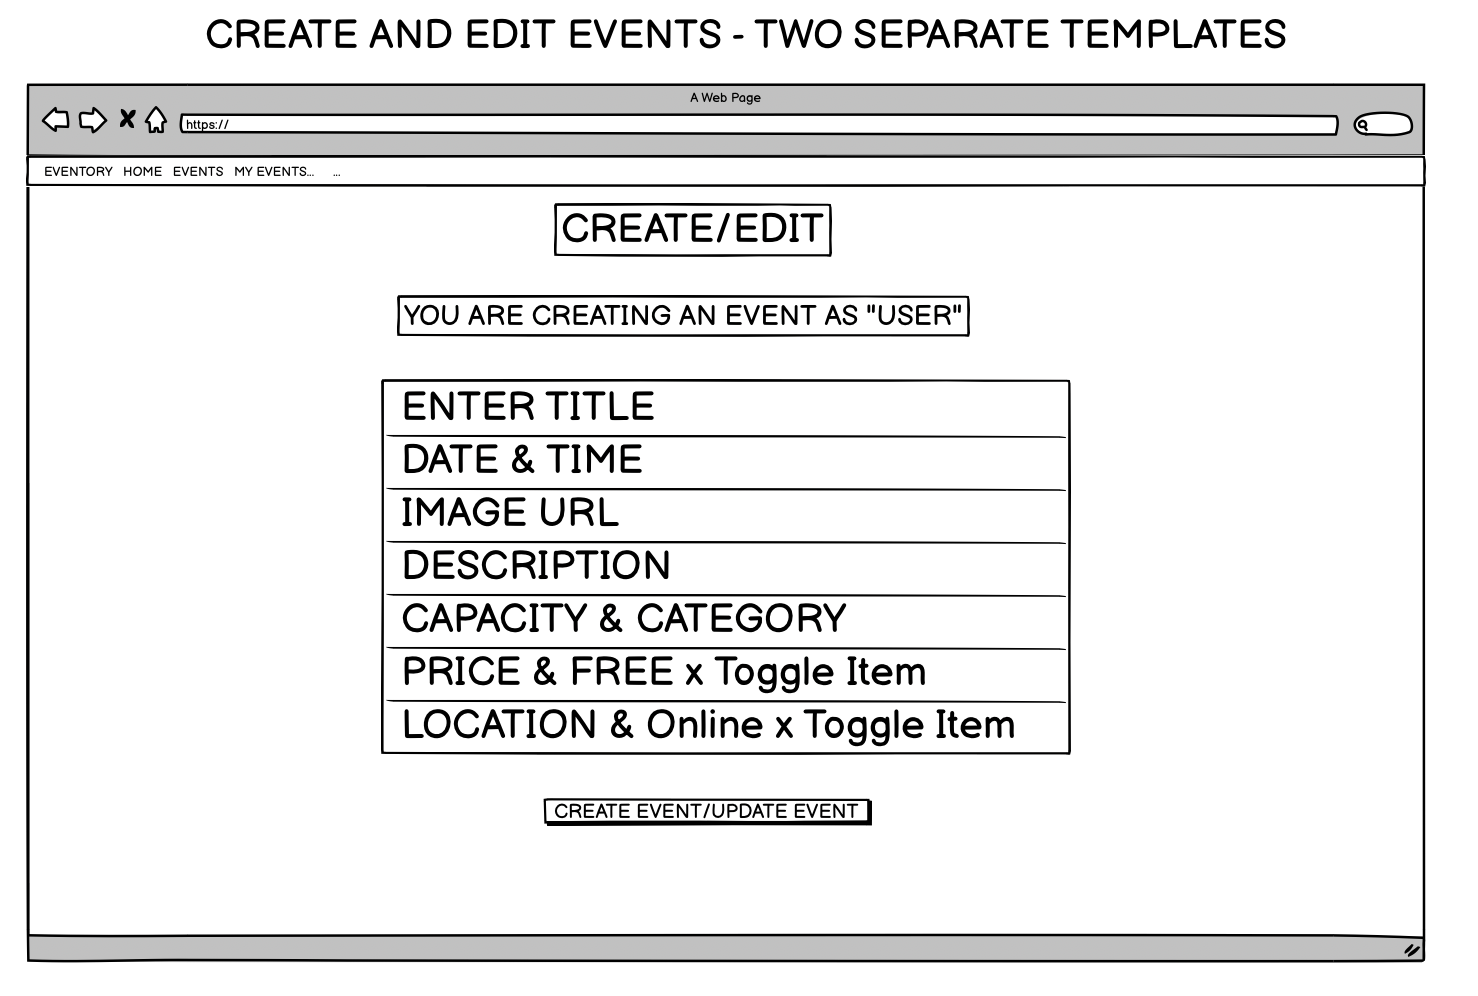 CREATE AND EDIT EVENTS - TWO SEPARATE TEMPLATES
A Web Page
https://
EVENTORY HOME EVENTS MY EVENTS... ...
CREATE/EDIT
YOU ARE CREATING AN EVENT AS "USER"
ENTER TITLE
DATE & TIME
IMAGE URL
DESCRIPTION
CAPACITY & CATEGORY
PRICE & FREE x Toggle Item
LOCATION & Online x Toggle Item
CREATE EVENT/UPDATE EVENT